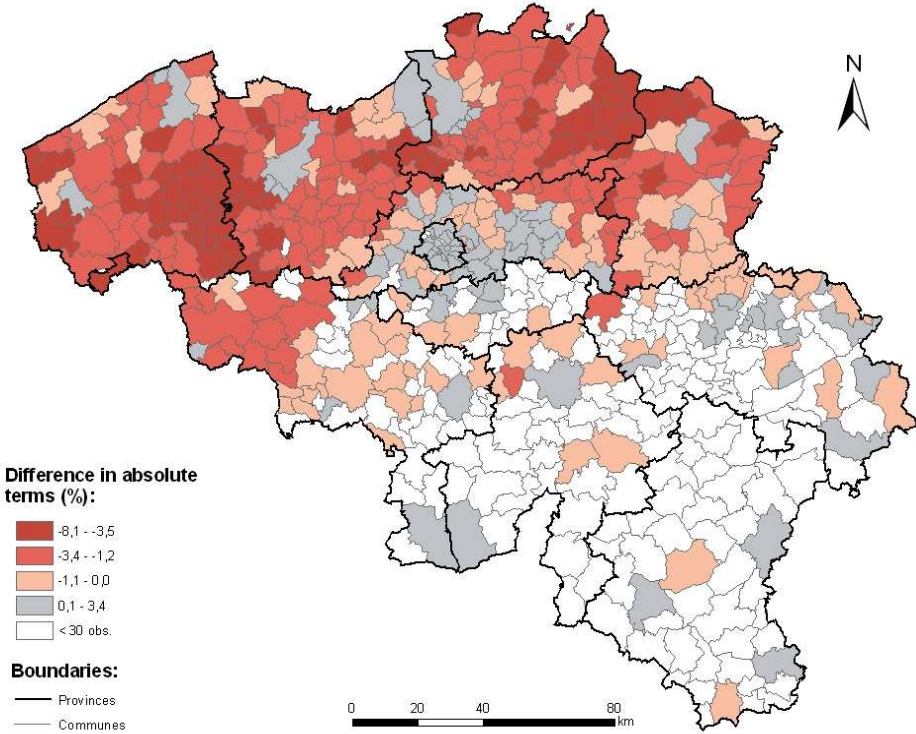 N
Difference in absolute
terms (%):
-8,1 - -3,5
-3,4 - -1,2
-1,1 - 0,0
0,1 - 3,4
< 30 obs.
Boundaries:
Provinces
Communes
0 20 40 80
km